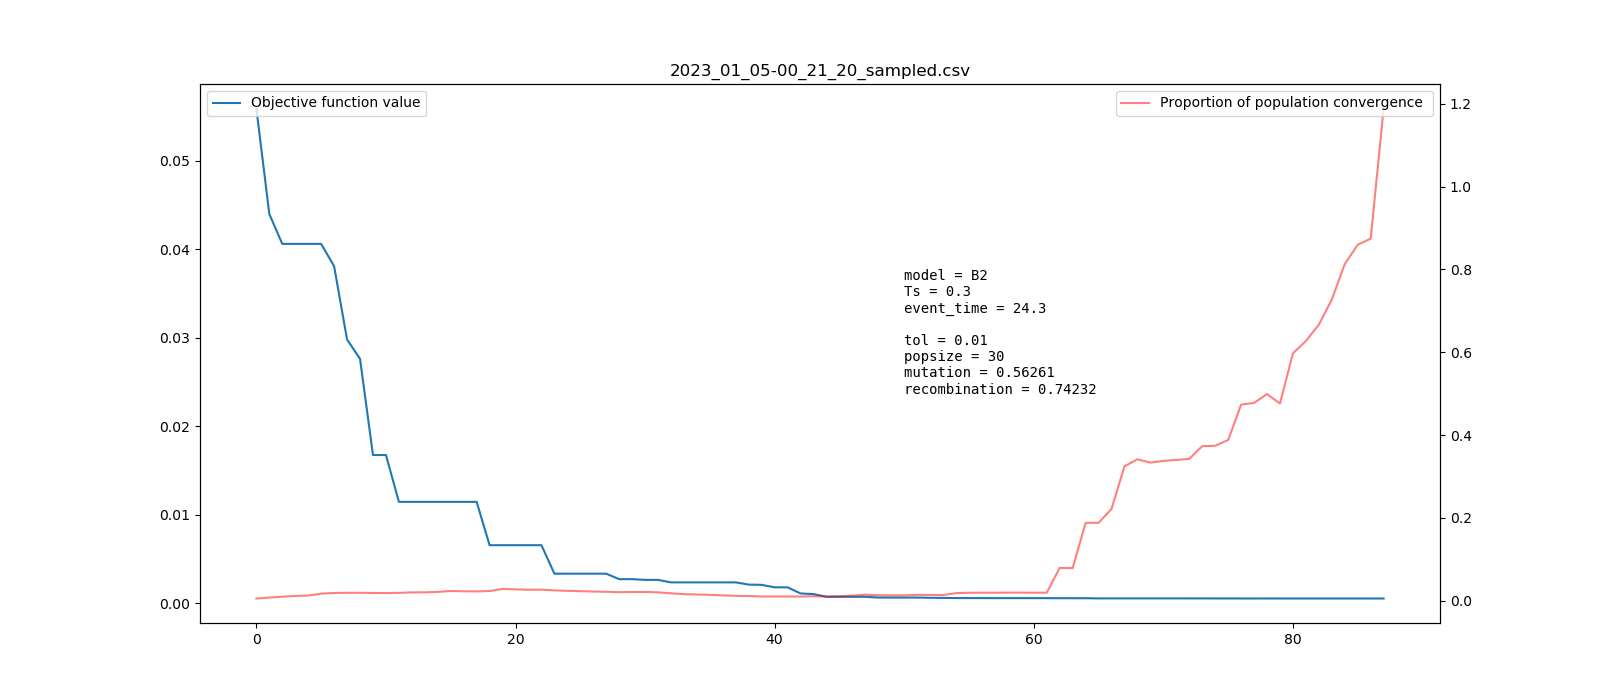 2023_01_05-00_21_20_sampled.csv
Objective function value
Proportion of population convergence
0.05
0.04
0.03
0.02
0.01
0.00
model = B2
Ts = 0.3
event_time = 24.3
tol = 0.01
popsize = 30
mutation = 0.56261
recombination = 0.74232
1.2
1.0
0.8
0.6
0.4
0.2
0.0
0 20 40 60 80